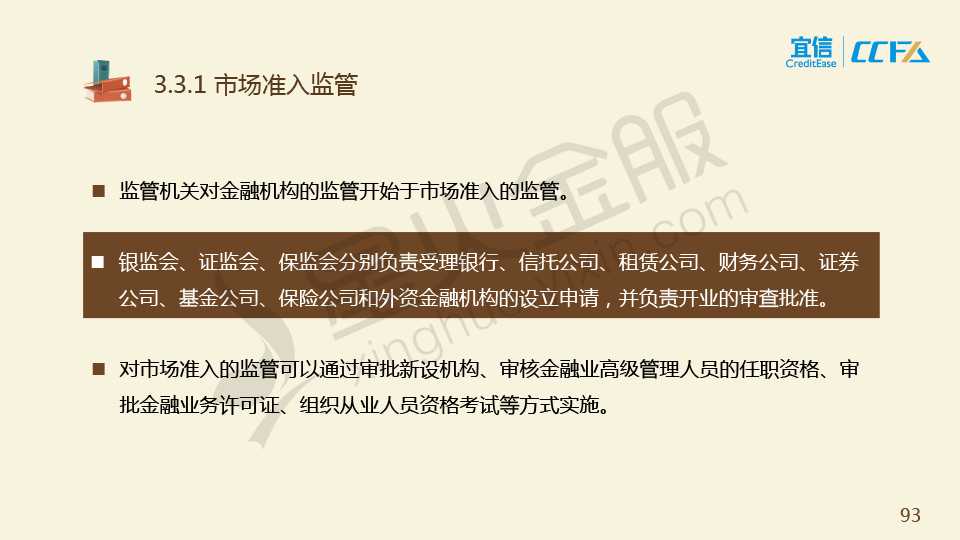 宜信
CreditEase
CCFA
3.3.1 市场准入监管
■ 监管机关对金融机构的监管开始于市场准入的监管。
■ 银监会、证监会、保监会分别负责受理银行、信托公司、租赁公司、财务公司、证券
公司、基金公司、保险公司和外资金融机构的设立申请，并负责开业的审查批准。
■ 对市场准入的监管可以通过审批新设机构、审核金融业高级管理人员的任职资格、审
批金融业务许可证、组织从业人员资格考试等方式实施。
星火金服
xinghuoyixin.com
93